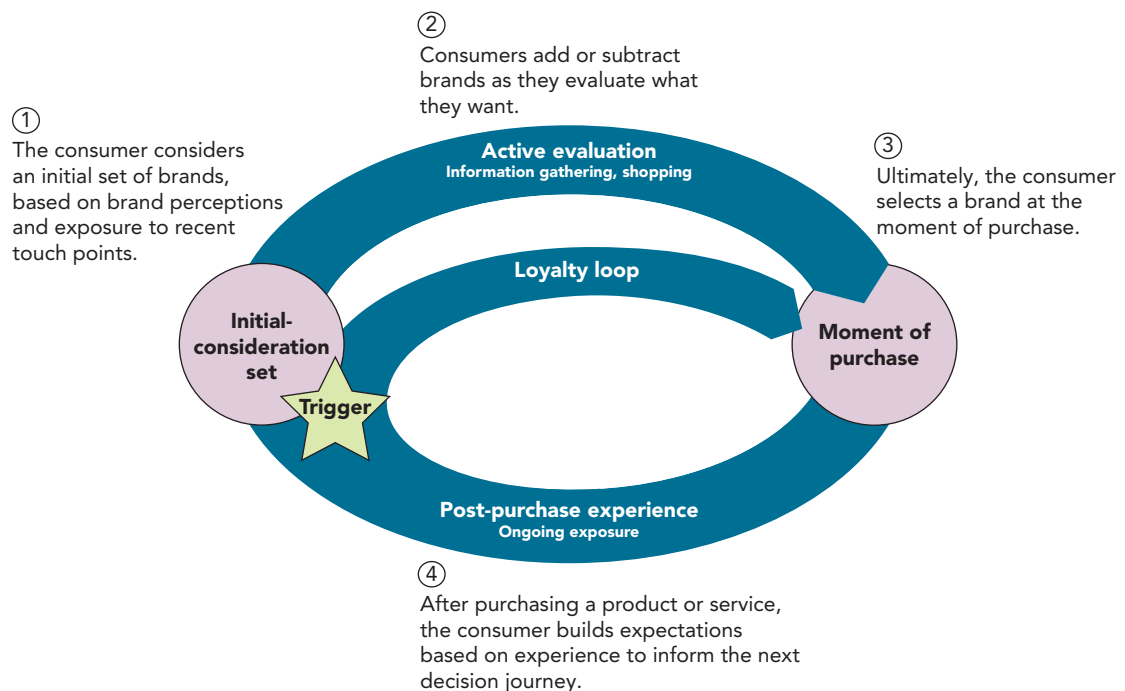 ①
The consumer considers
an initial set of brands,
based on brand perceptions
and exposure to recent
touch points.
②
Consumers add or subtract
brands as they evaluate what
they want.
Active evaluation
Information gathering, shopping
③
Ultimately, the consumer
selects a brand at the
moment of purchase.
Loyalty loop
Initial-
consideration
set
Trigger
Moment of
purchase
Post-purchase experience
Ongoing exposure
④
After purchasing a product or service,
the consumer builds expectations
based on experience to inform the next
decision journey.